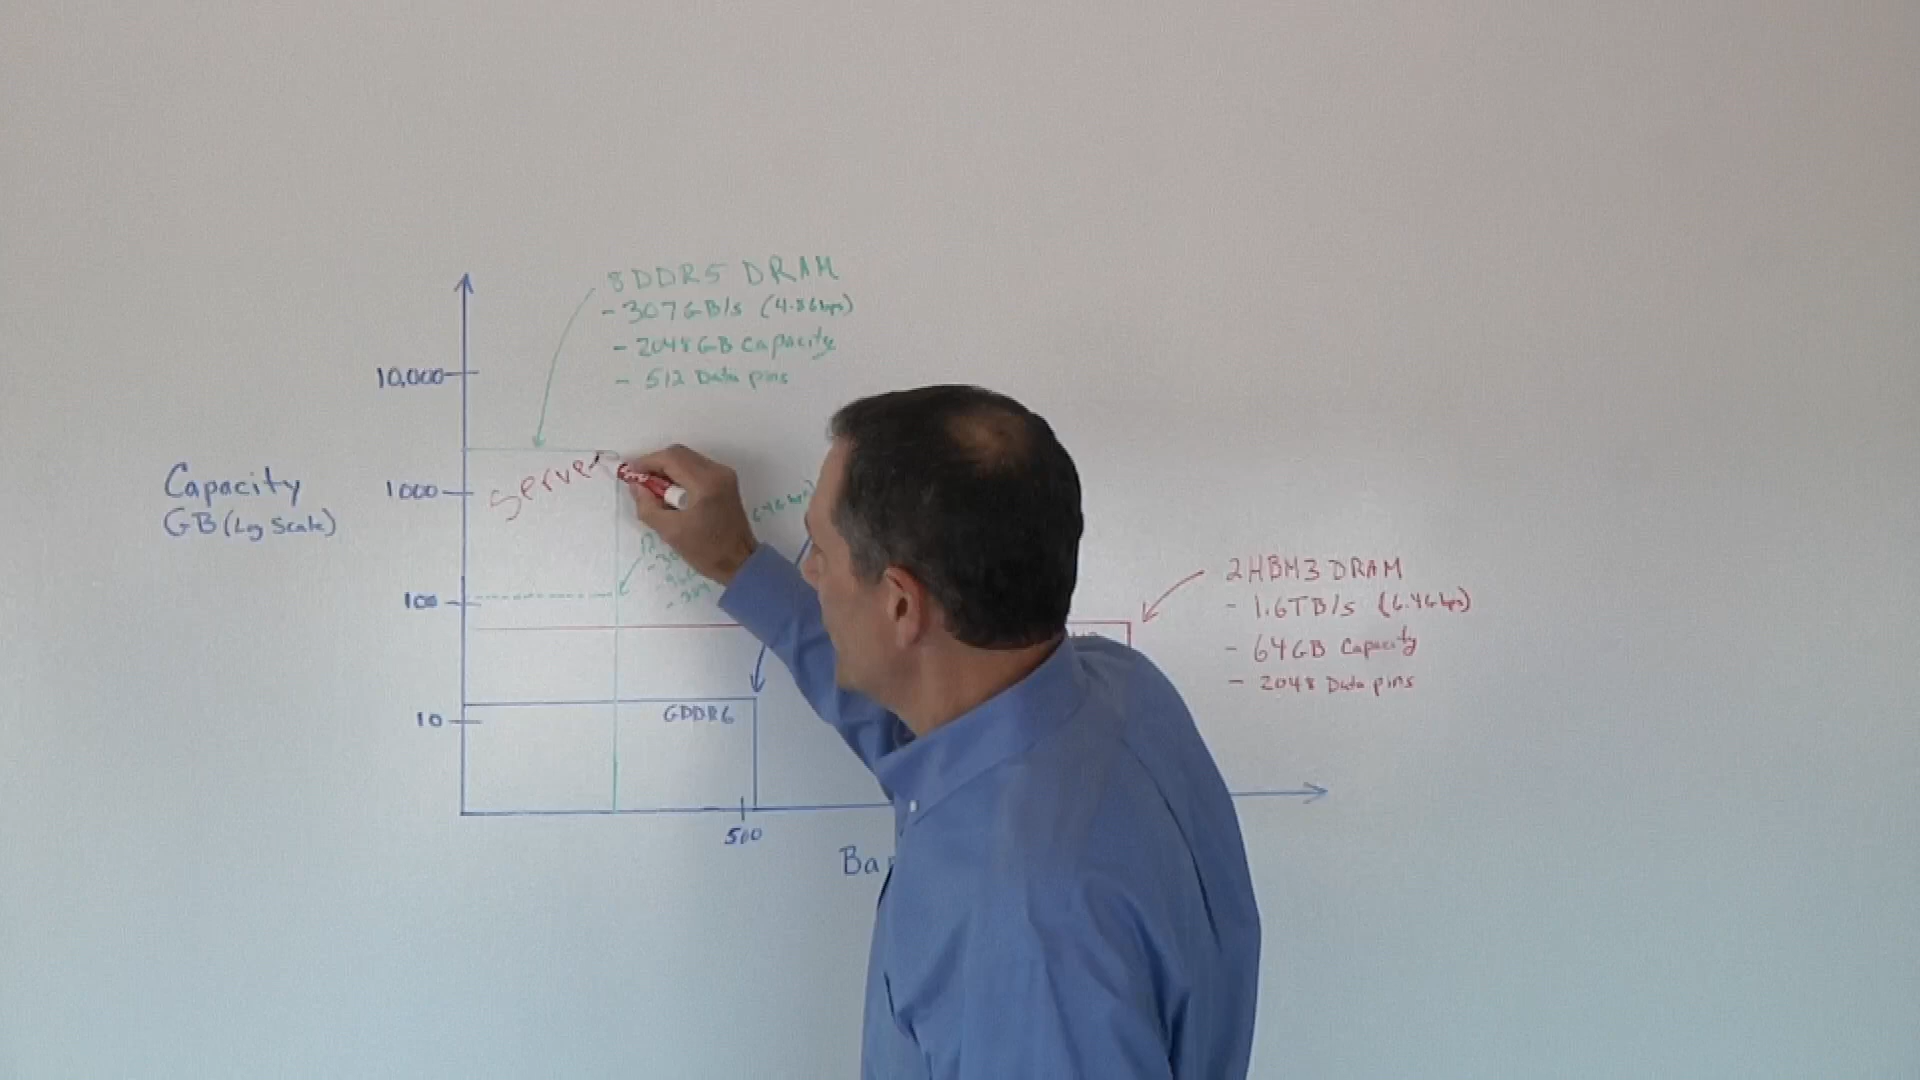 8DDR5 DRAM
- 307GB/s (4.8Gbps)
- 2048GB Capacity
- 512 Data pins
10,000
Capacity
GB (Log Scale)
1000
Server
100
10
GDDR6
500
Ba
2HBM3 DRAM
- 1.6TB/s (6.4Gbps)
- 64GB Capacity
- 2048 Data pins